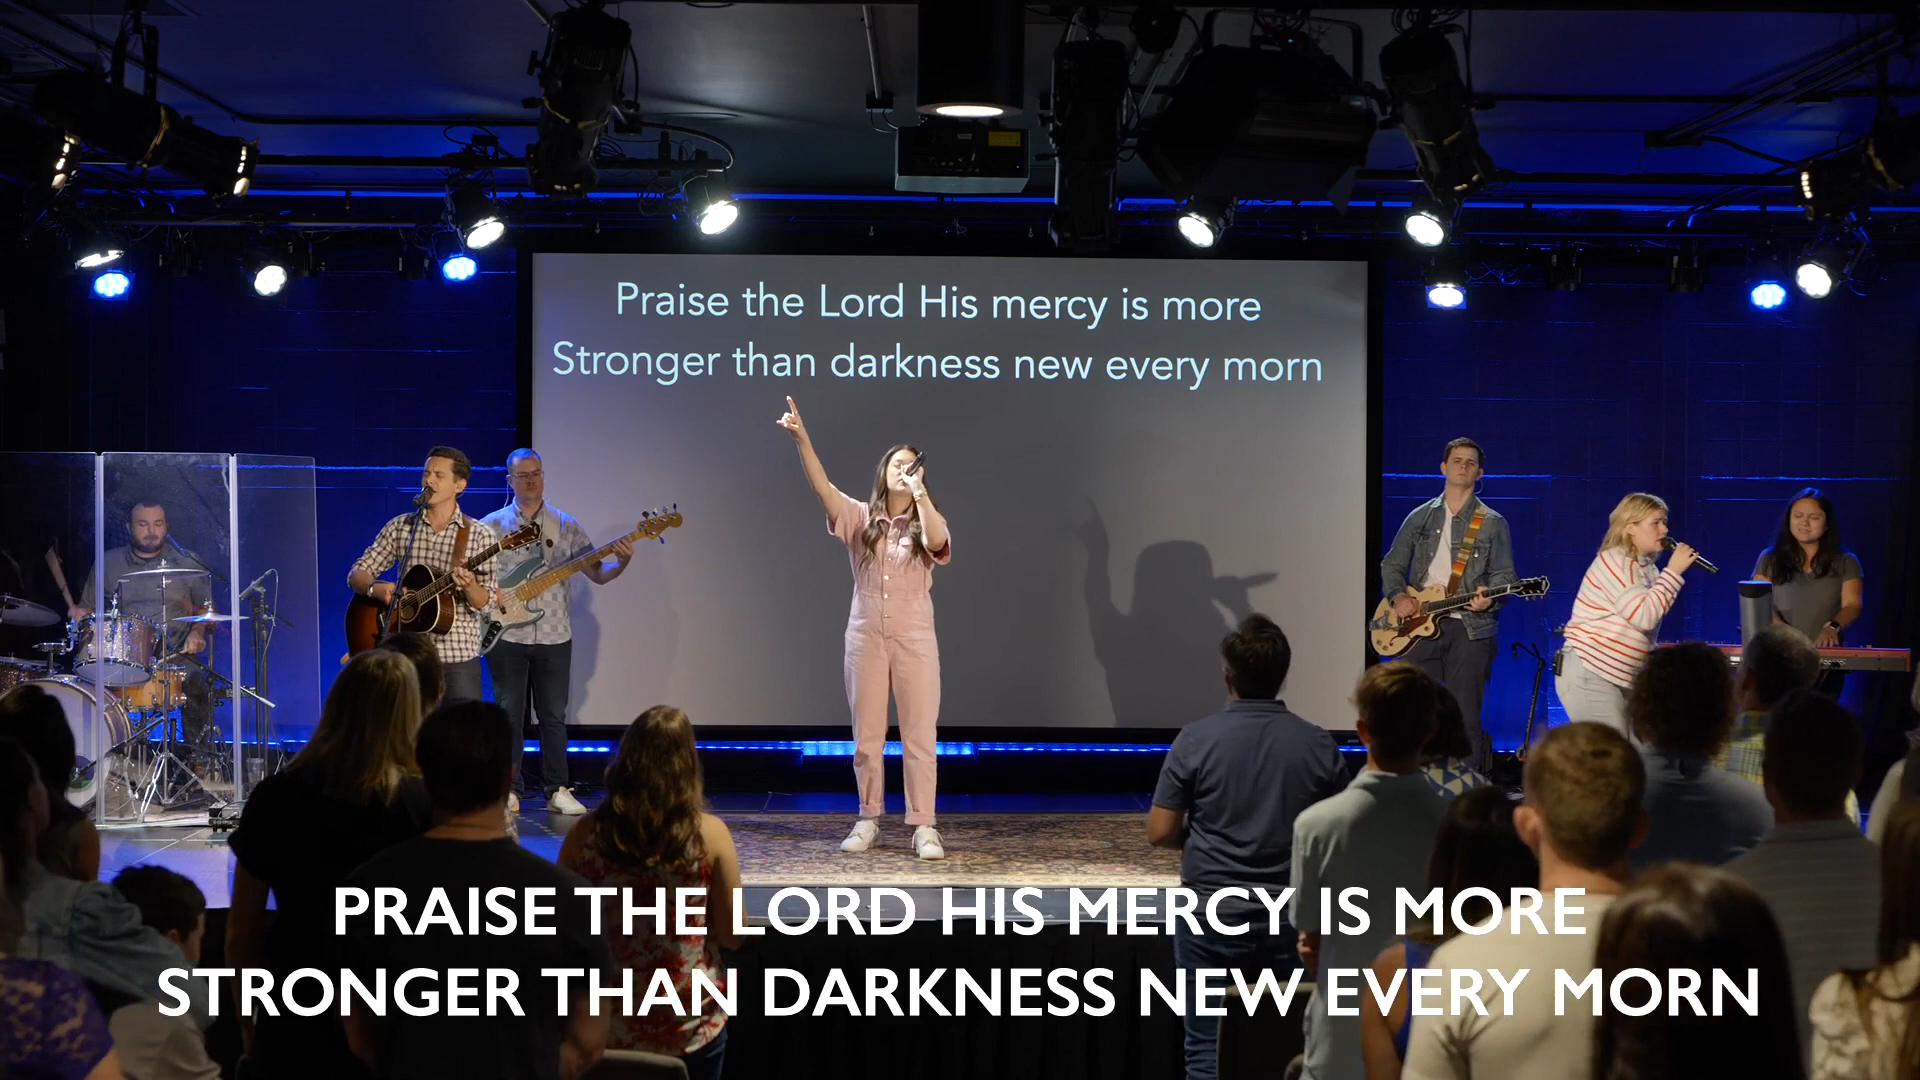 Praise the Lord His mercy is more
Stronger than darkness new every morn
PRAISE THE LORD HIS MERCY IS MORE
STRONGER THAN DARKNESS NEW EVERY MORN